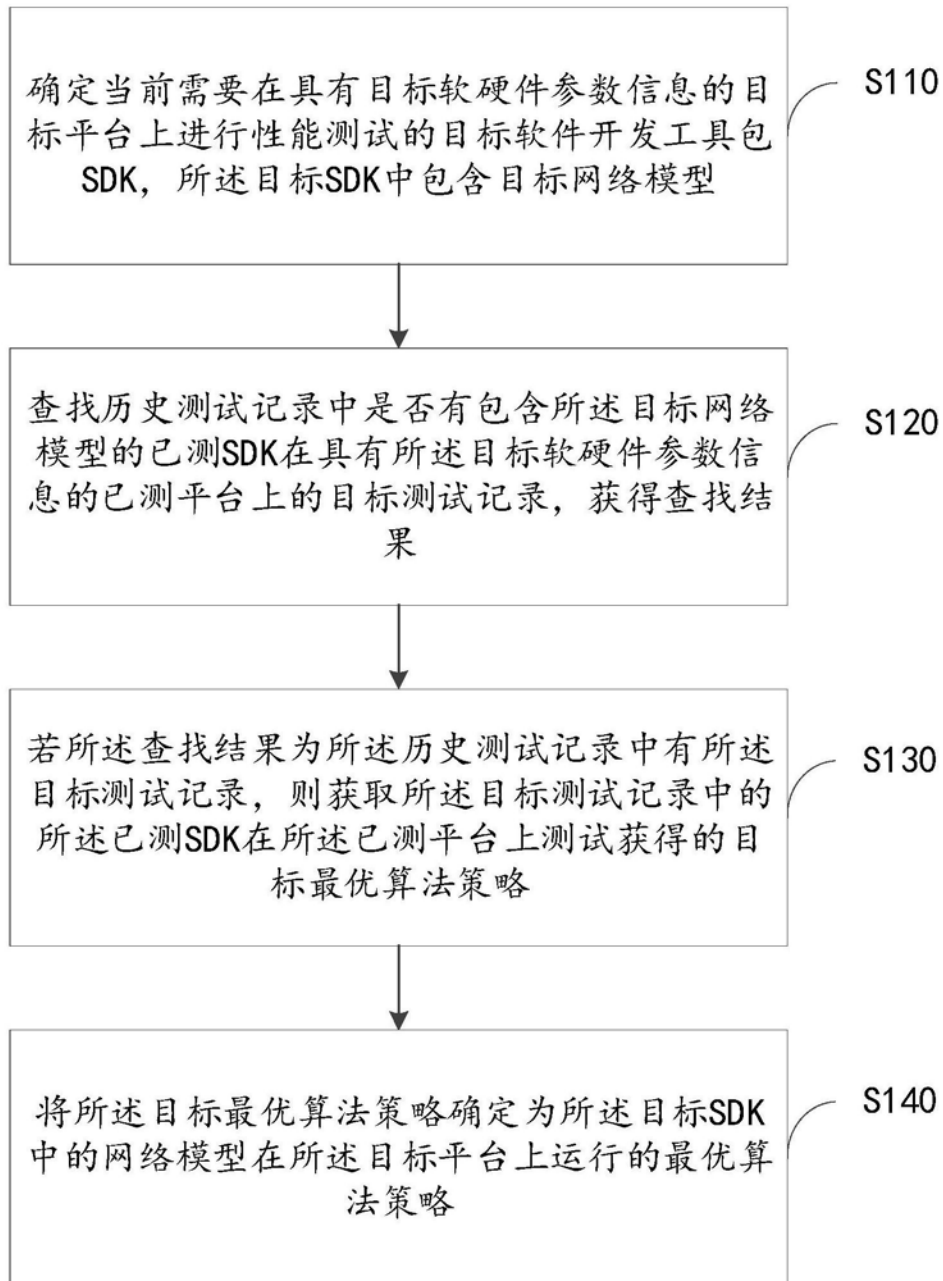 确定当前需要在具有目标软硬件参数信息的目
标平台上进行性能测试的目标软件开发工具包
SDK，所述目标SDK中包含目标网络模型
S110
查找历史测试记录中是否有包含所述目标网络
模型的已测SDK在具有所述目标软硬件参数信
息的已测平台上的目标测试记录，获得查找结
果
S120
若所述查找结果为所述历史测试记录中有所述
目标测试记录，则获取所述目标测试记录中的
所述已测SDK在所述已测平台上测试获得的目
标最优算法策略
S130
将所述目标最优算法策略确定为所述目标SDK
中的网络模型在所述目标平台上运行的最优算
法策略
S140